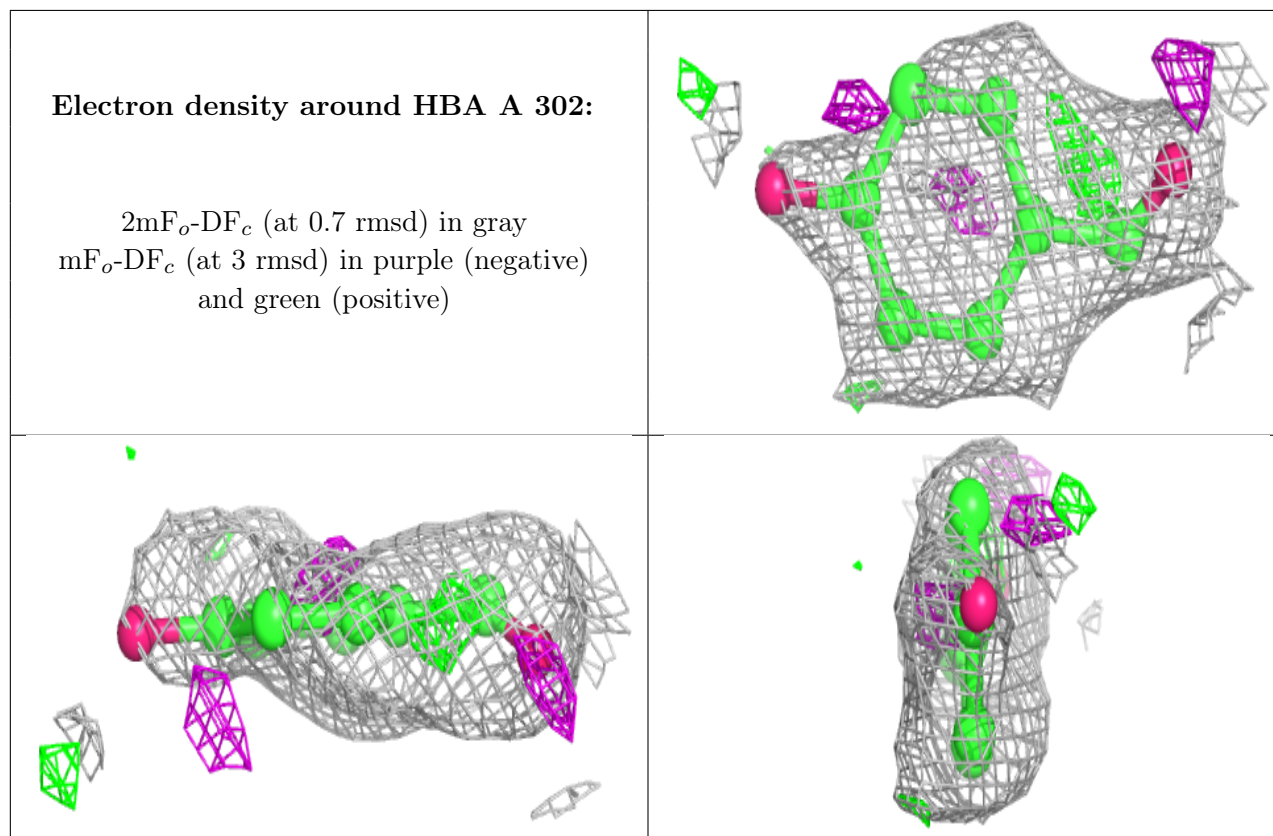 Electron density around HBA A 302:
2mFo-DFc (at 0.7 rmsd) in gray
mFo-DFc (at 3 rmsd) in purple (negative)
and green (positive)